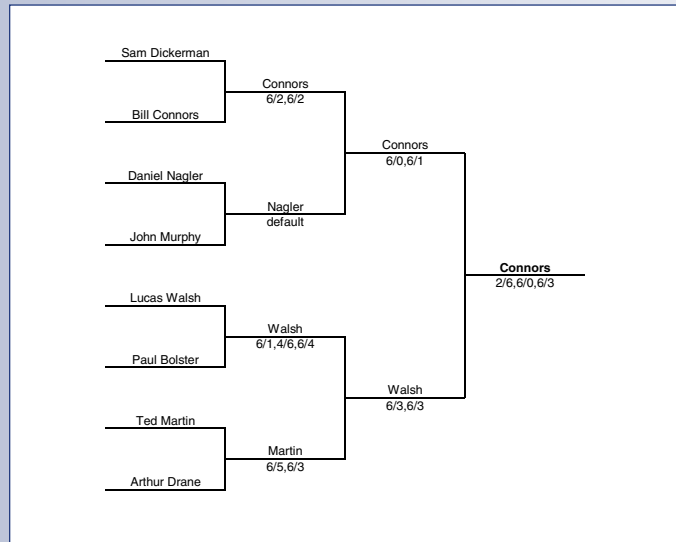 Sam Dickerman
Connors
6/2,6/2
Bill Connors
Connors
6/0,6/1
Daniel Nagler
Nagler
default
John Murphy
Connors
2/6,6/0,6/3
Lucas Walsh
Walsh
6/1,4/6,6/4
Paul Bolster
Walsh
6/3,6/3
Ted Martin
Martin
6/5,6/3
Arthur Drane